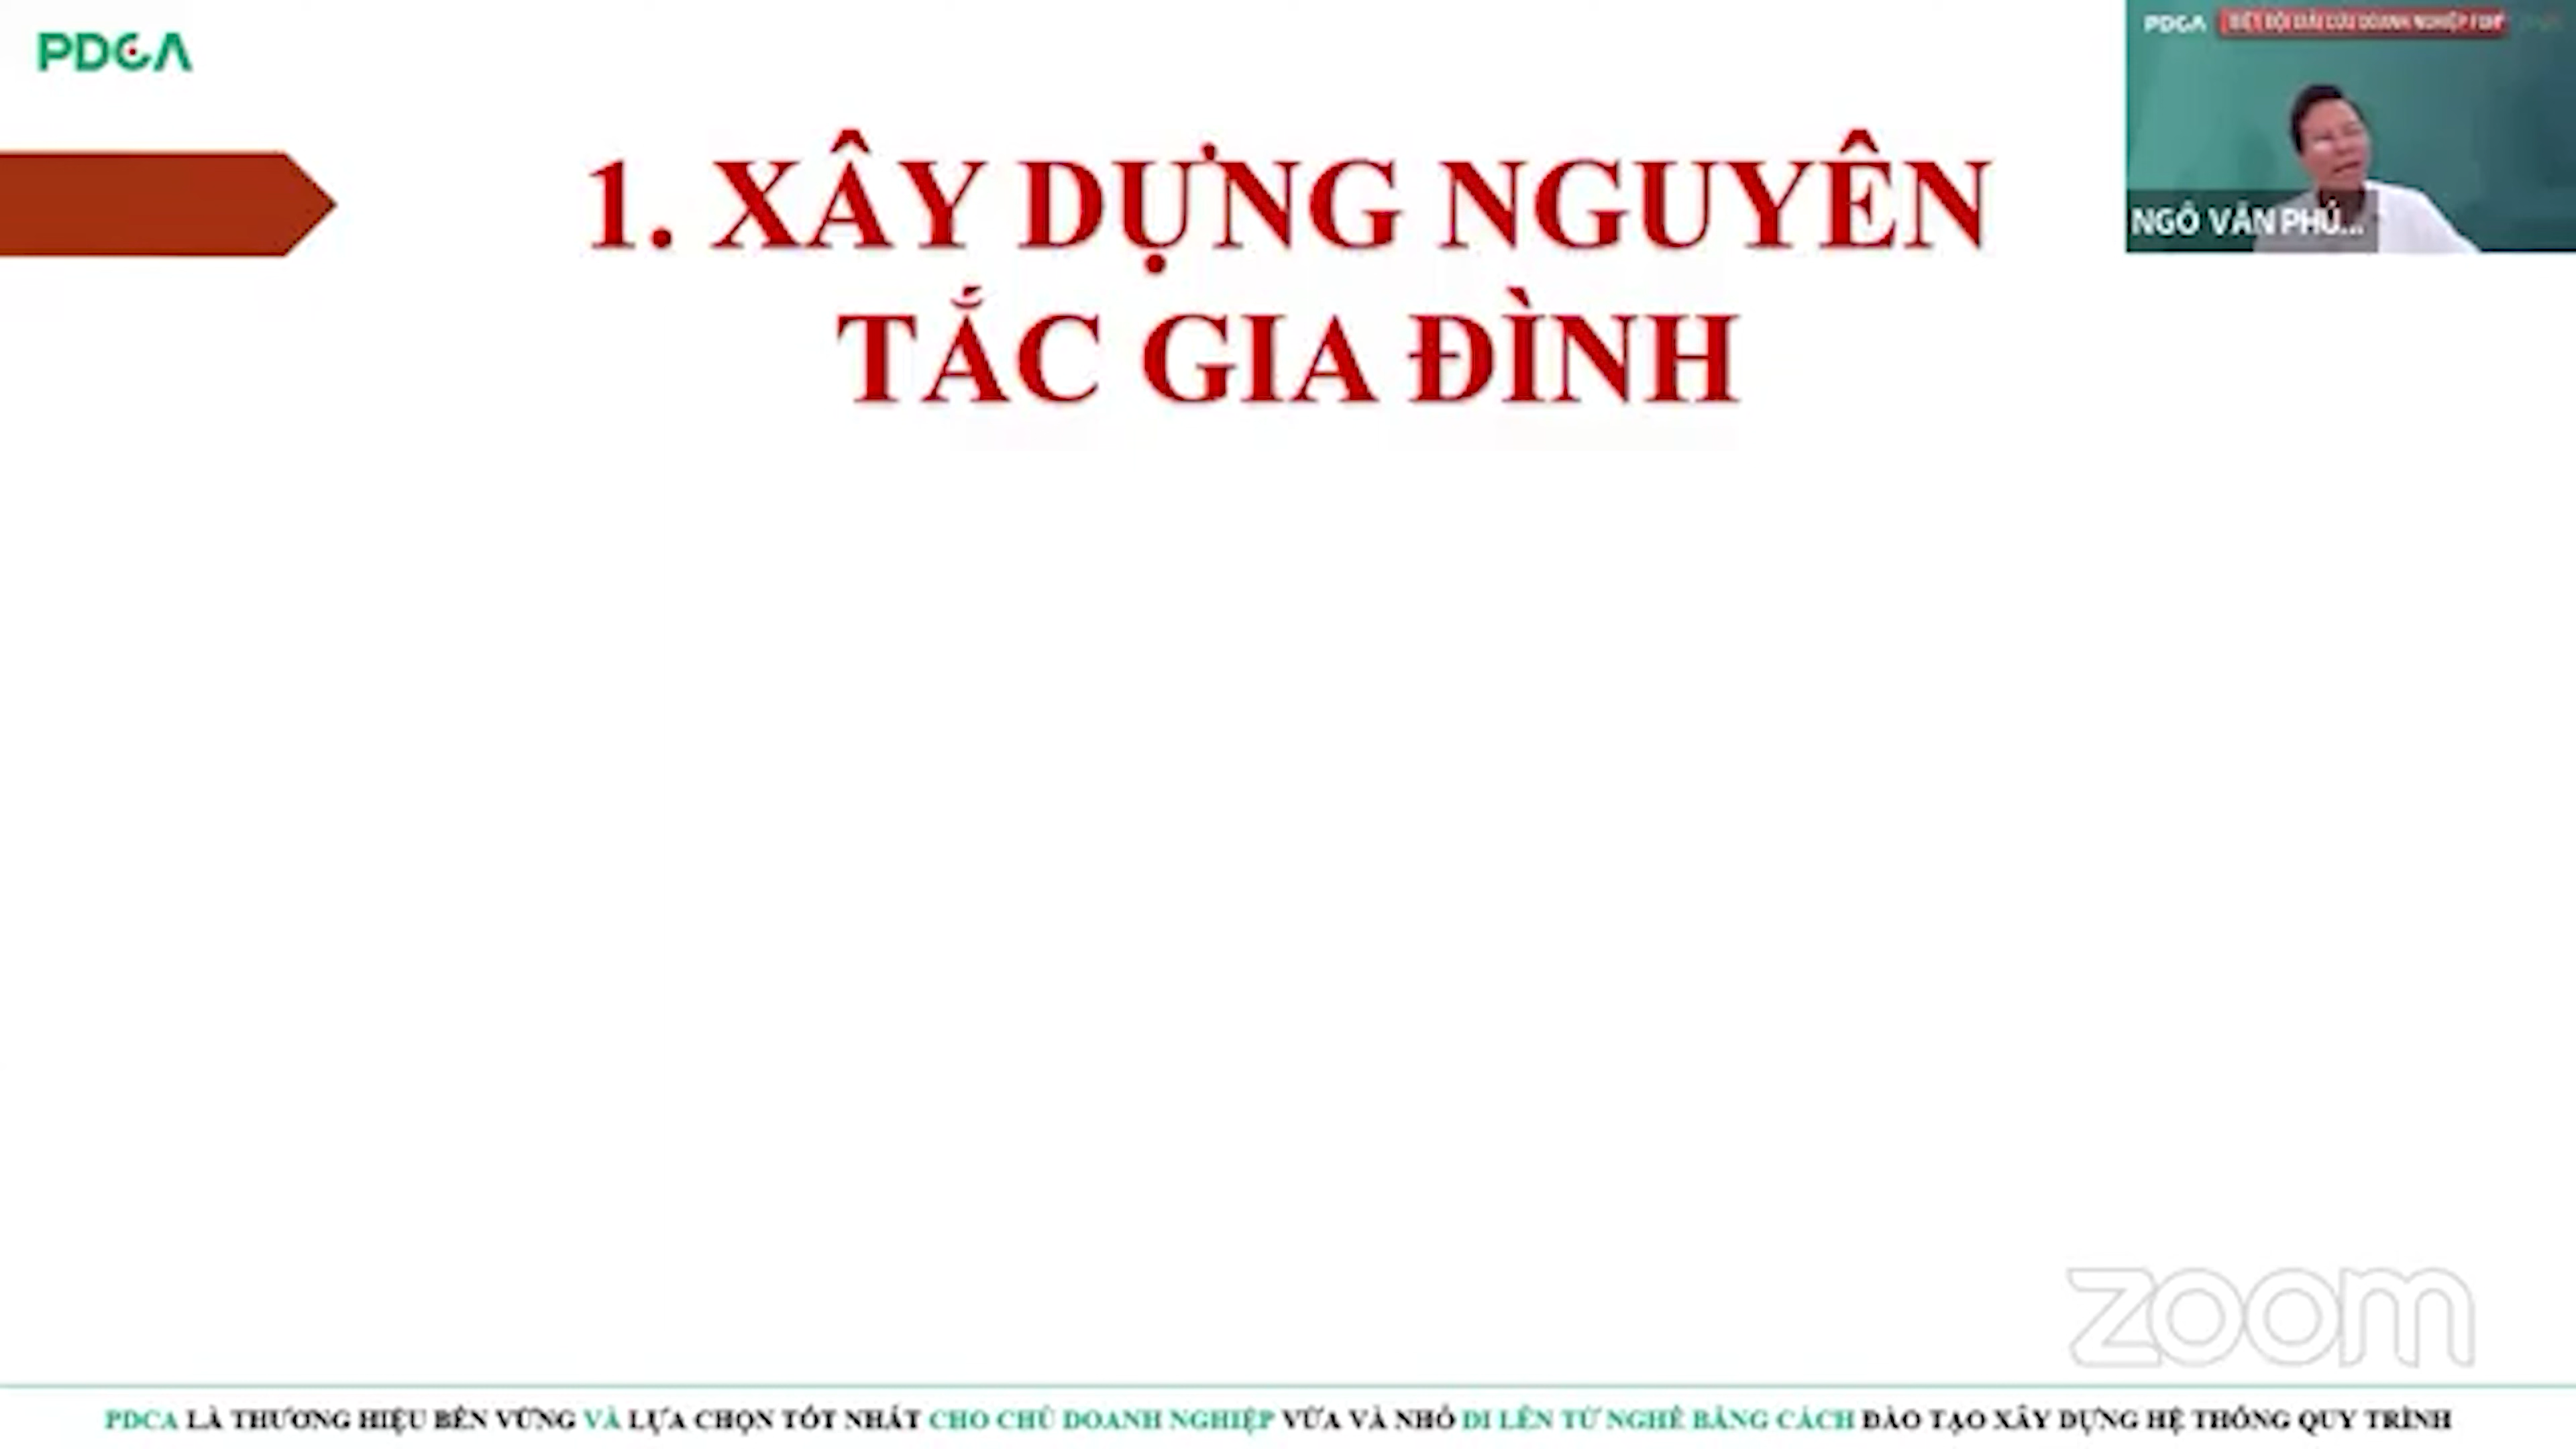 PDCA
PDCA
1. XÂY DỰNG NGUYÊN
TẮC GIA ĐÌNH
NGÔ VĂN PHÚ...
zoom
PDCA LÀ THƯƠNG HIỆU BỀN VỮNG VÀ LỰA CHỌN TỐT NHẤT CHO CHỦ DOANH NGHIỆP VỪA VÀ NHỎ ĐI LÊN TỪ NGHỀ BẰNG CÁCH ĐÀO TẠO XÂY DỰNG HỆ THỐNG QUY TRÌNH